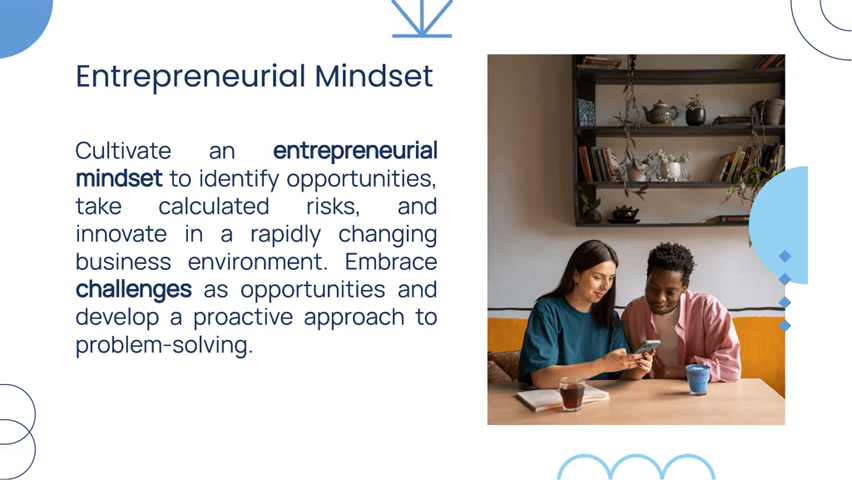 Entrepreneurial Mindset
Cultivate an entrepreneurial
mindset to identify opportunities,
take calculated risks, and
innovate in a rapidly changing
business environment. Embrace
challenges as opportunities and
develop a proactive approach to
problem-solving.